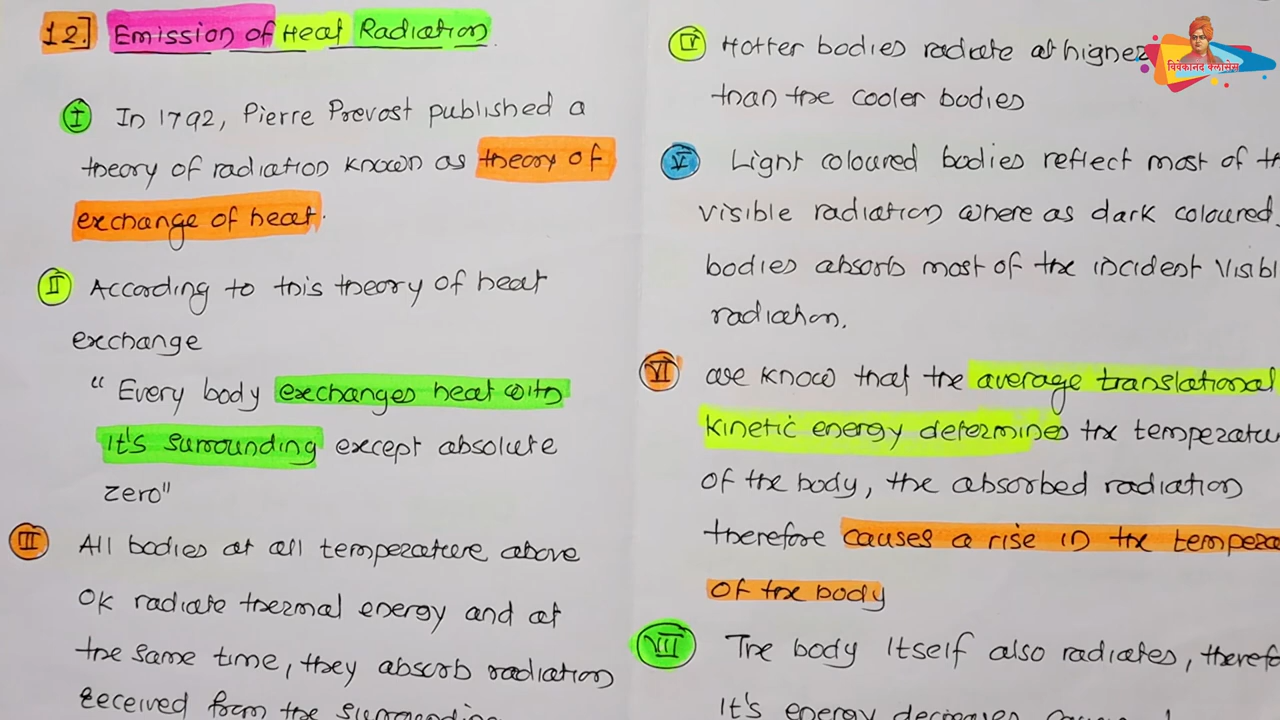 12.] Emission of Heat Radiation
I In 1792, Pierre Prevost published a
theory of radiation known as theory of
exchange of heat.
II According to this theory of heat
exchange
“ Every body exchanges heat with
it's surrounding except absolute
zero"
III All bodies at all temperature above
OK radiate thermal energy and at
the same time, they absorb radiation
received from the surrounding
IV Hotter bodies radiate at higher
than the cooler bodies
V Light coloured bodies reflect most of
visible radiation where as dark coloured
bodies absorb most of the incident
radiation.
VI we know that the average translational
kinetic energy determines the
of the body, the absorbed radiation
therefore causes a rise in the
of the body
VII The body itself also radiates,
it's energy decreases
विवेकानंद क्लासेस